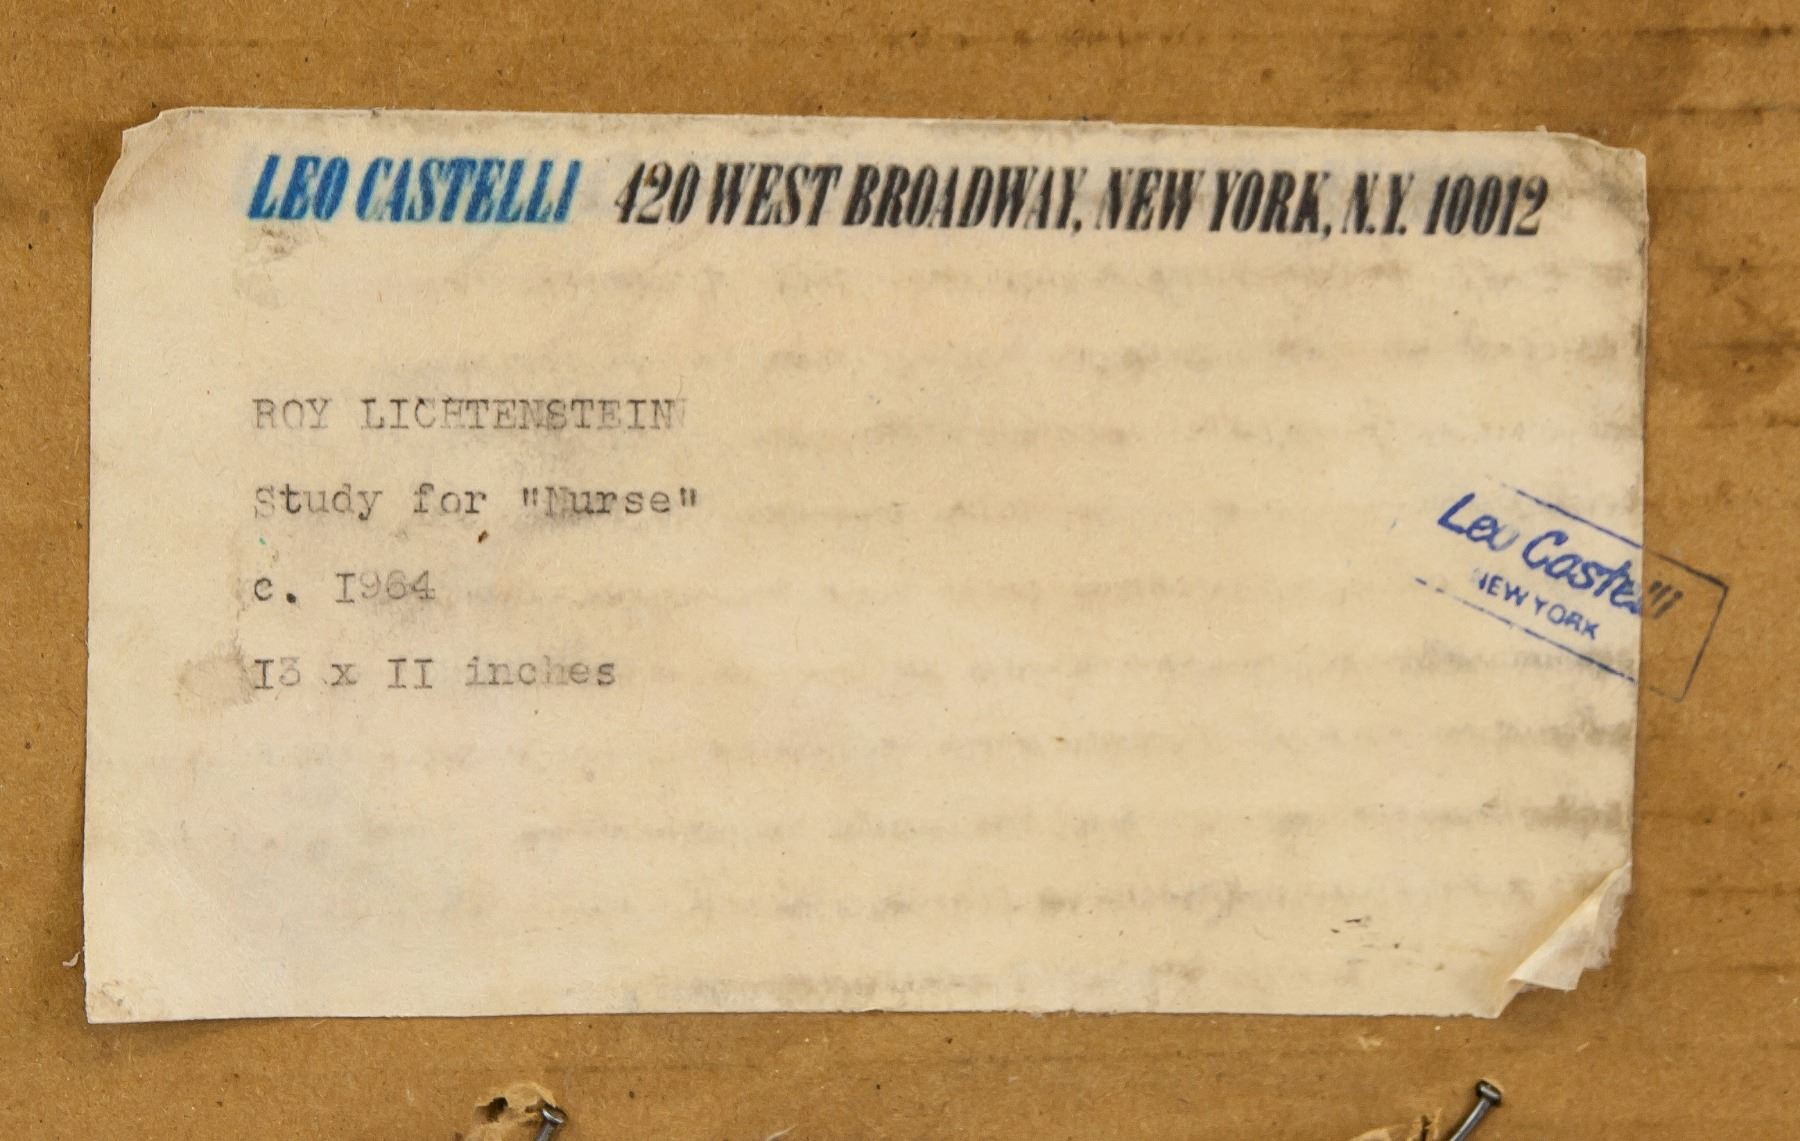 LEO CASTELLI 420 WEST BROADWAY, NEW YORK, N.Y. 10012
ROY LICHTENSTEIN
Study for "Nurse"
c. I964
I3 x II inches
Leo Castelli
NEW YORK